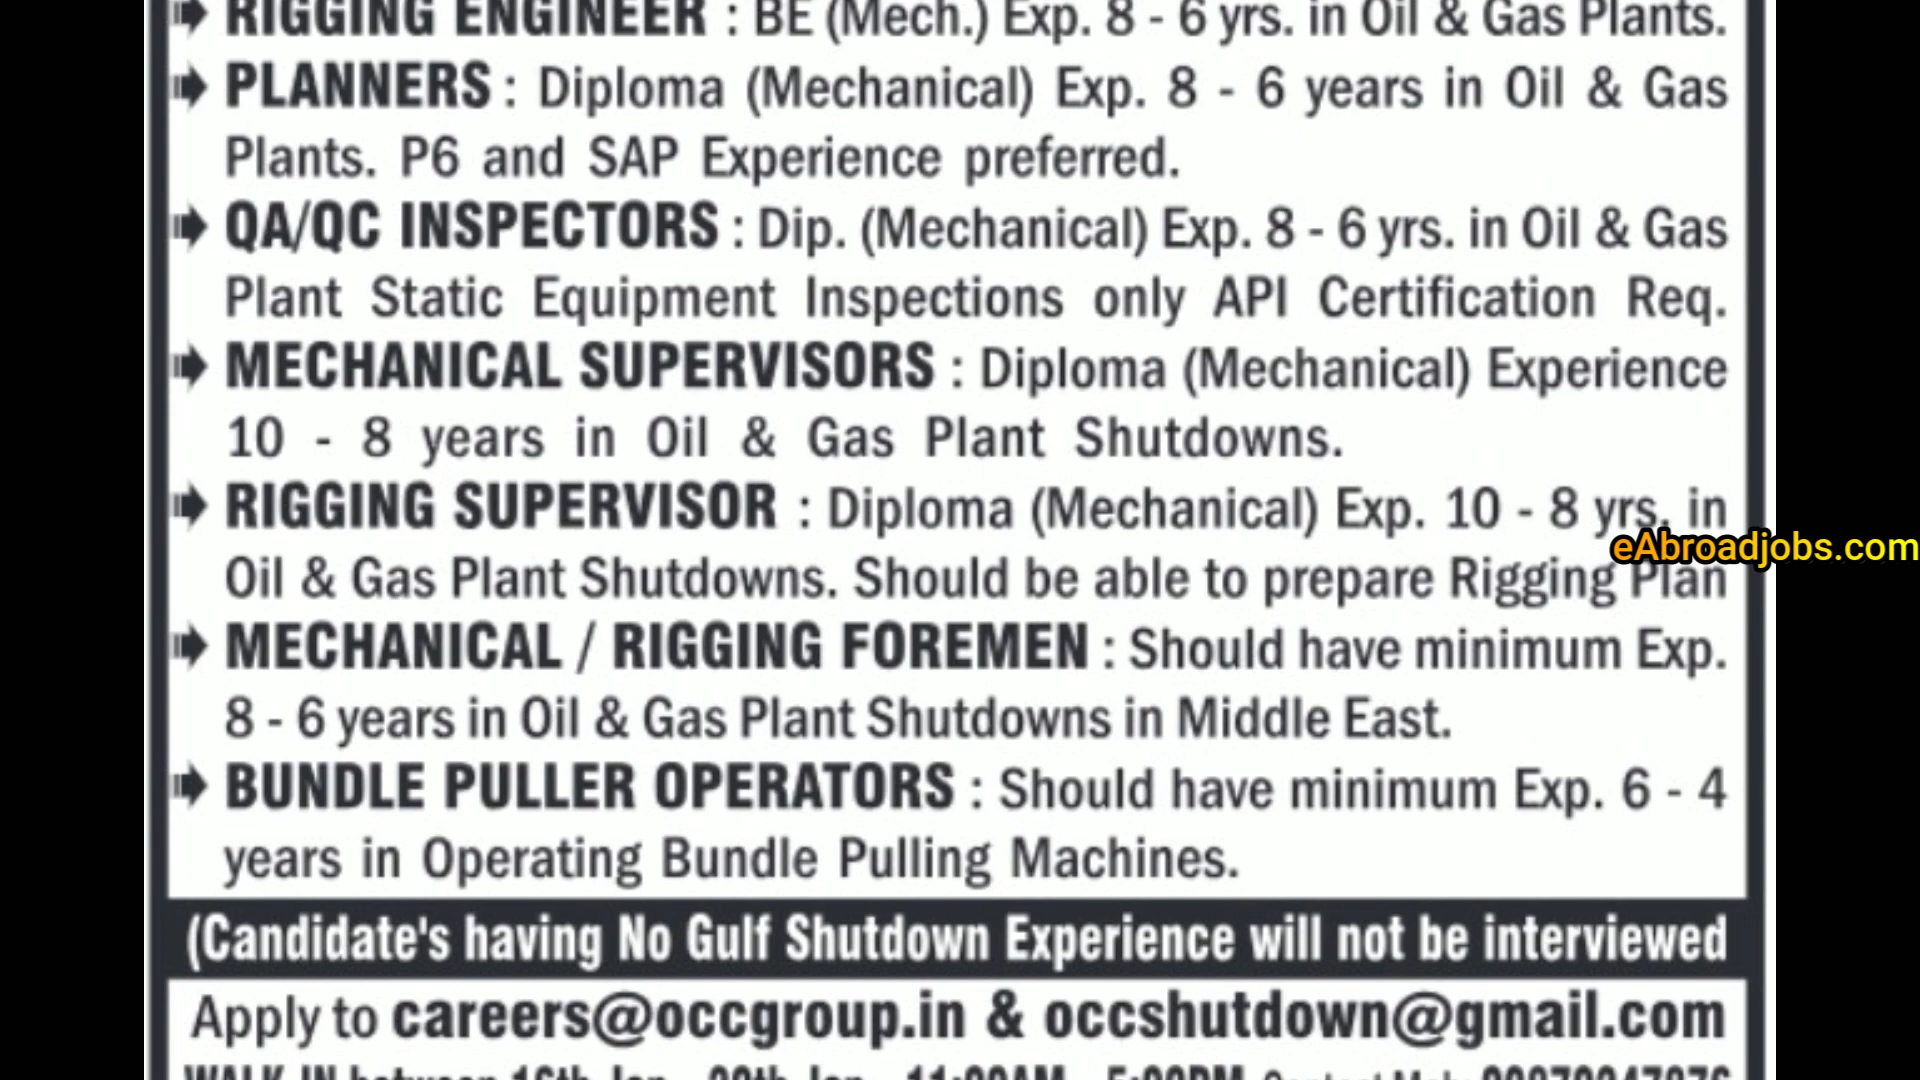 ➡ RIGGING ENGINEER : BE (Mech.) Exp. 8 - 6 yrs. in Oil & Gas Plants.
➡ PLANNERS : Diploma (Mechanical) Exp. 8 - 6 years in Oil & Gas
Plants. P6 and SAP Experience preferred.
➡ QA/QC INSPECTORS : Dip. (Mechanical) Exp. 8 - 6 yrs. in Oil & Gas
Plant Static Equipment Inspections only API Certification Req.
➡ MECHANICAL SUPERVISORS : Diploma (Mechanical) Experience
10 - 8 years in Oil & Gas Plant Shutdowns.
➡ RIGGING SUPERVISOR : Diploma (Mechanical) Exp. 10 - 8 yrs. in
eAbroadjobs.com
Oil & Gas Plant Shutdowns. Should be able to prepare Rigging Plan
➡ MECHANICAL / RIGGING FOREMEN : Should have minimum Exp.
8 - 6 years in Oil & Gas Plant Shutdowns in Middle East.
➡ BUNDLE PULLER OPERATORS : Should have minimum Exp. 6 - 4
years in Operating Bundle Pulling Machines.
(Candidate's having No Gulf Shutdown Experience will not be interviewed
Apply to careers@occgroup.in & occshutdown@gmail.com
WALK-IN between 16th Jan